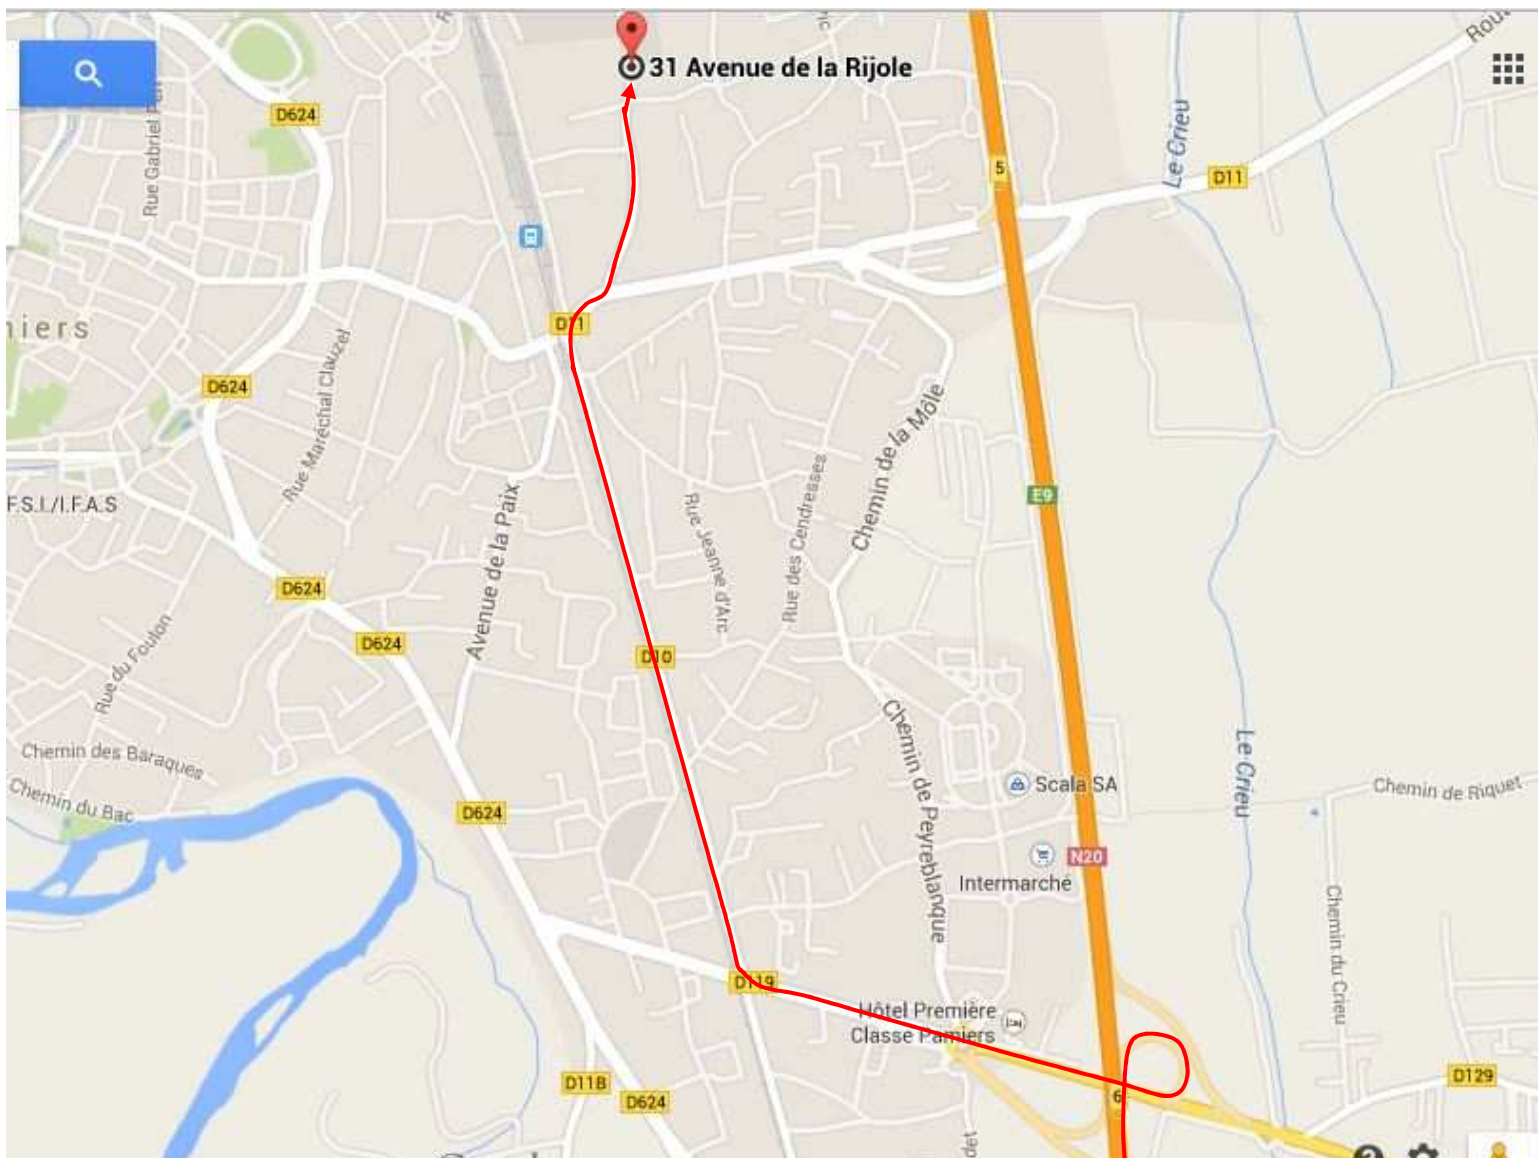 31 Avenue de la Rijole
D624
Rue Gabriel
5
Le Crieu
D11
D11
D624
Rue Maréchal Clauzel
Chemin de la Môle
F.S.I./I.F.A.S
Avenue de la Paix
Rue Jeanne d'Arc
Rue des Cendresses
E9
D624
D624
D10
Rue du Foulon
Chemin des Baraques
Chemin du Bac
D624
Chemin de Peyreblanque
Scala SA
Le Crieu
Chemin de Riquet
N20
Intermarché
Chemin du Crieu
D119
Hôtel Première
Classe Pamiers
D11B
D624
6
D129